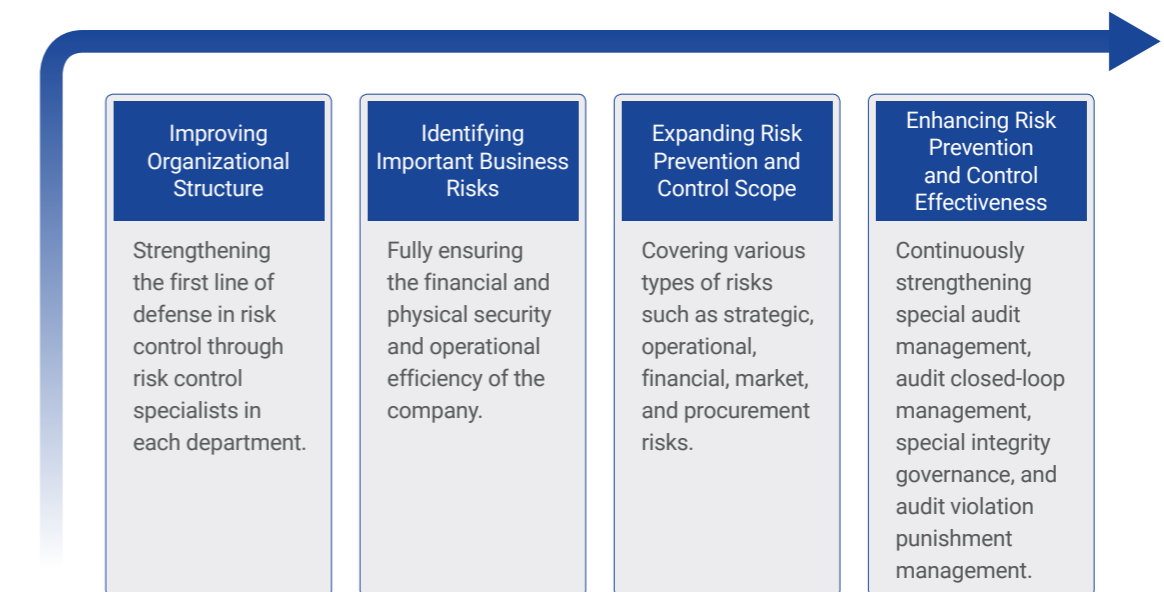 Improving
Organizational
Structure
Strengthening
the first line of
defense in risk
control through
risk control
specialists in
each department.
Identifying
Important Business
Risks
Fully ensuring
the financial and
physical security
and operational
efficiency of the
company.
Expanding Risk
Prevention and
Control Scope
Covering various
types of risks
such as strategic,
operational,
financial, market,
and procurement
risks.
Enhancing Risk
Prevention
and Control
Effectiveness
Continuously
strengthening
special audit
management,
audit closed-loop
management,
special integrity
governance, and
audit violation
punishment
management.